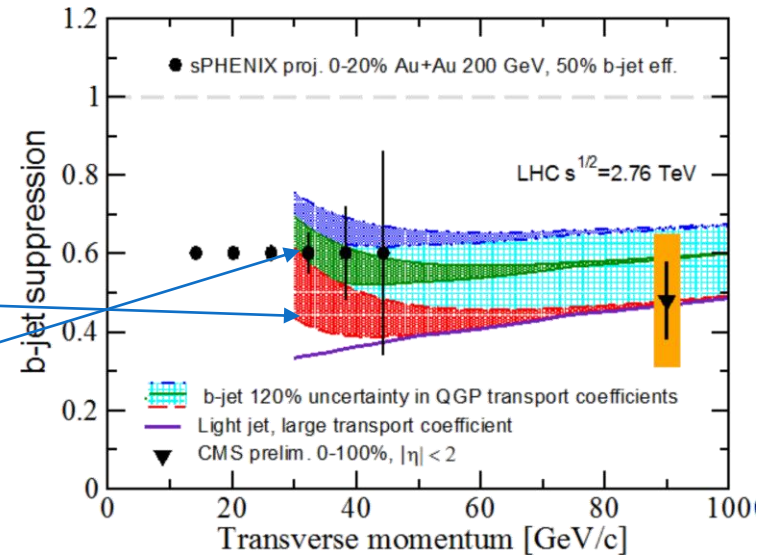 1.2
sPHENIX proj. 0-20% Au+Au 200 GeV, 50% b-jet eff.
1
LHC s^1/2=2.76 TeV
0.8
b-jet suppression
0.6
0.4
b-jet 120% uncertainty in QGP transport coefficients
0.2
Light jet, large transport coefficient
CMS prelim. 0-100%, |η| < 2
0
0 20 40 60 80 100
Transverse momentum [GeV/c]